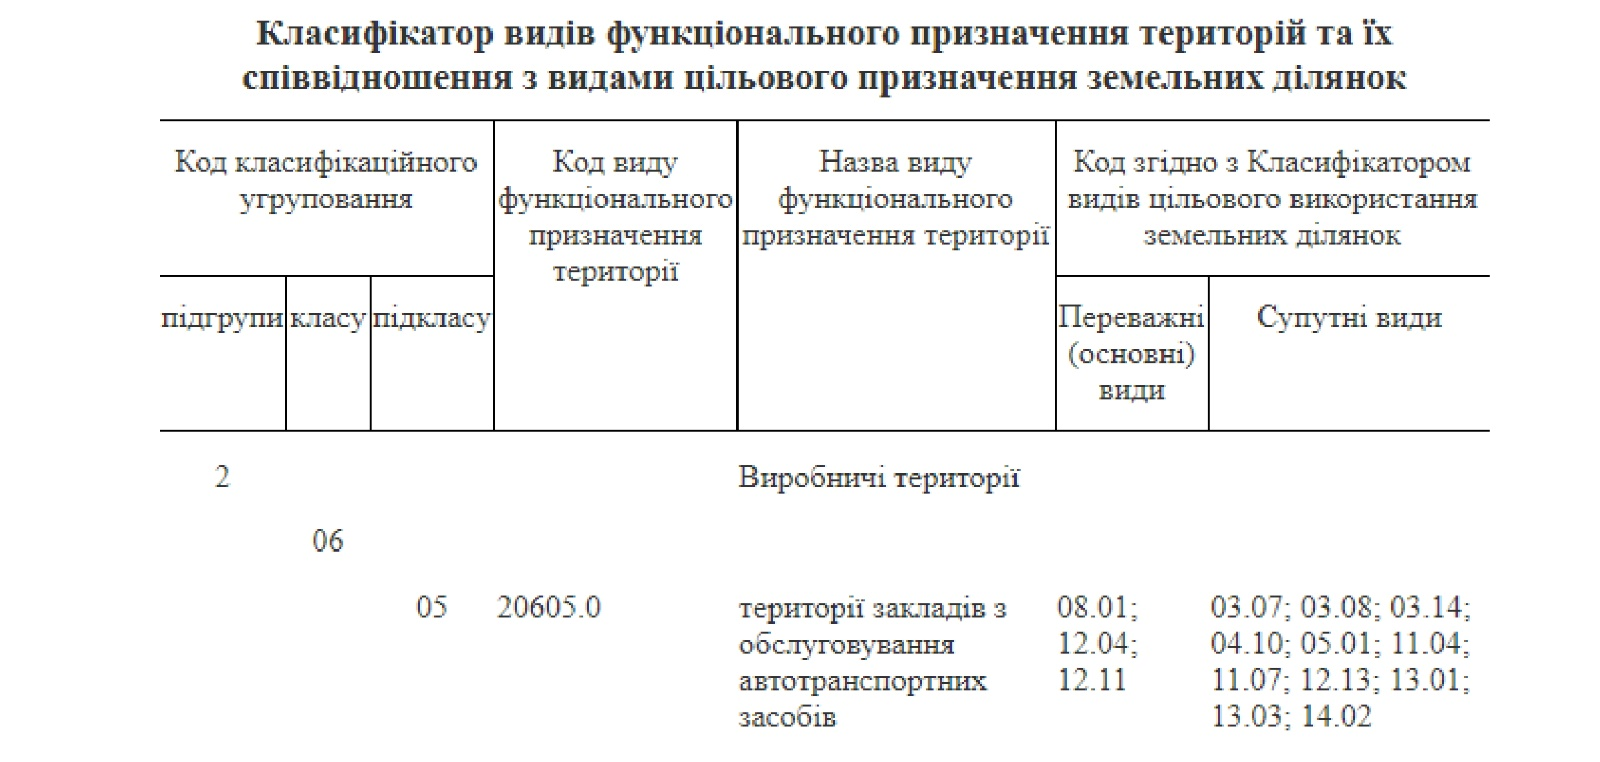 Класифікатор видів функціонального призначення територій та їх
співвідношення з видами цільового призначення земельних ділянок
Код класифікаційного
угруповання
Код виду
функціонального
призначення
території
Назва виду
функціонального
призначення території
Код згідно з Класифікатором
видів цільового використання
земельних ділянок
підгрупи
класу
підкласу
Переважні
(основні)
види
Супутні види
2
Виробничі території
06
05
20605.0
території закладів з
обслуговування
автотранспортних
засобів
08.01;
12.04;
12.11
03.07; 03.08; 03.14;
04.10; 05.01; 11.04;
11.07; 12.13; 13.01;
13.03; 14.02